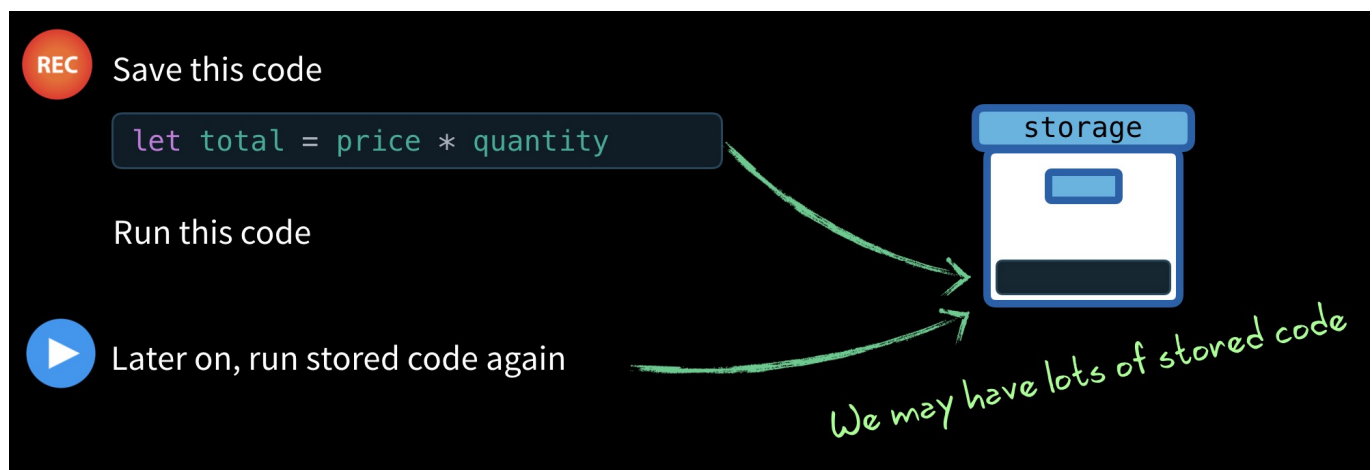 REC
Save this code
let total = price * quantity
storage
Run this code
Later on, run stored code again
We may have lots of stored code